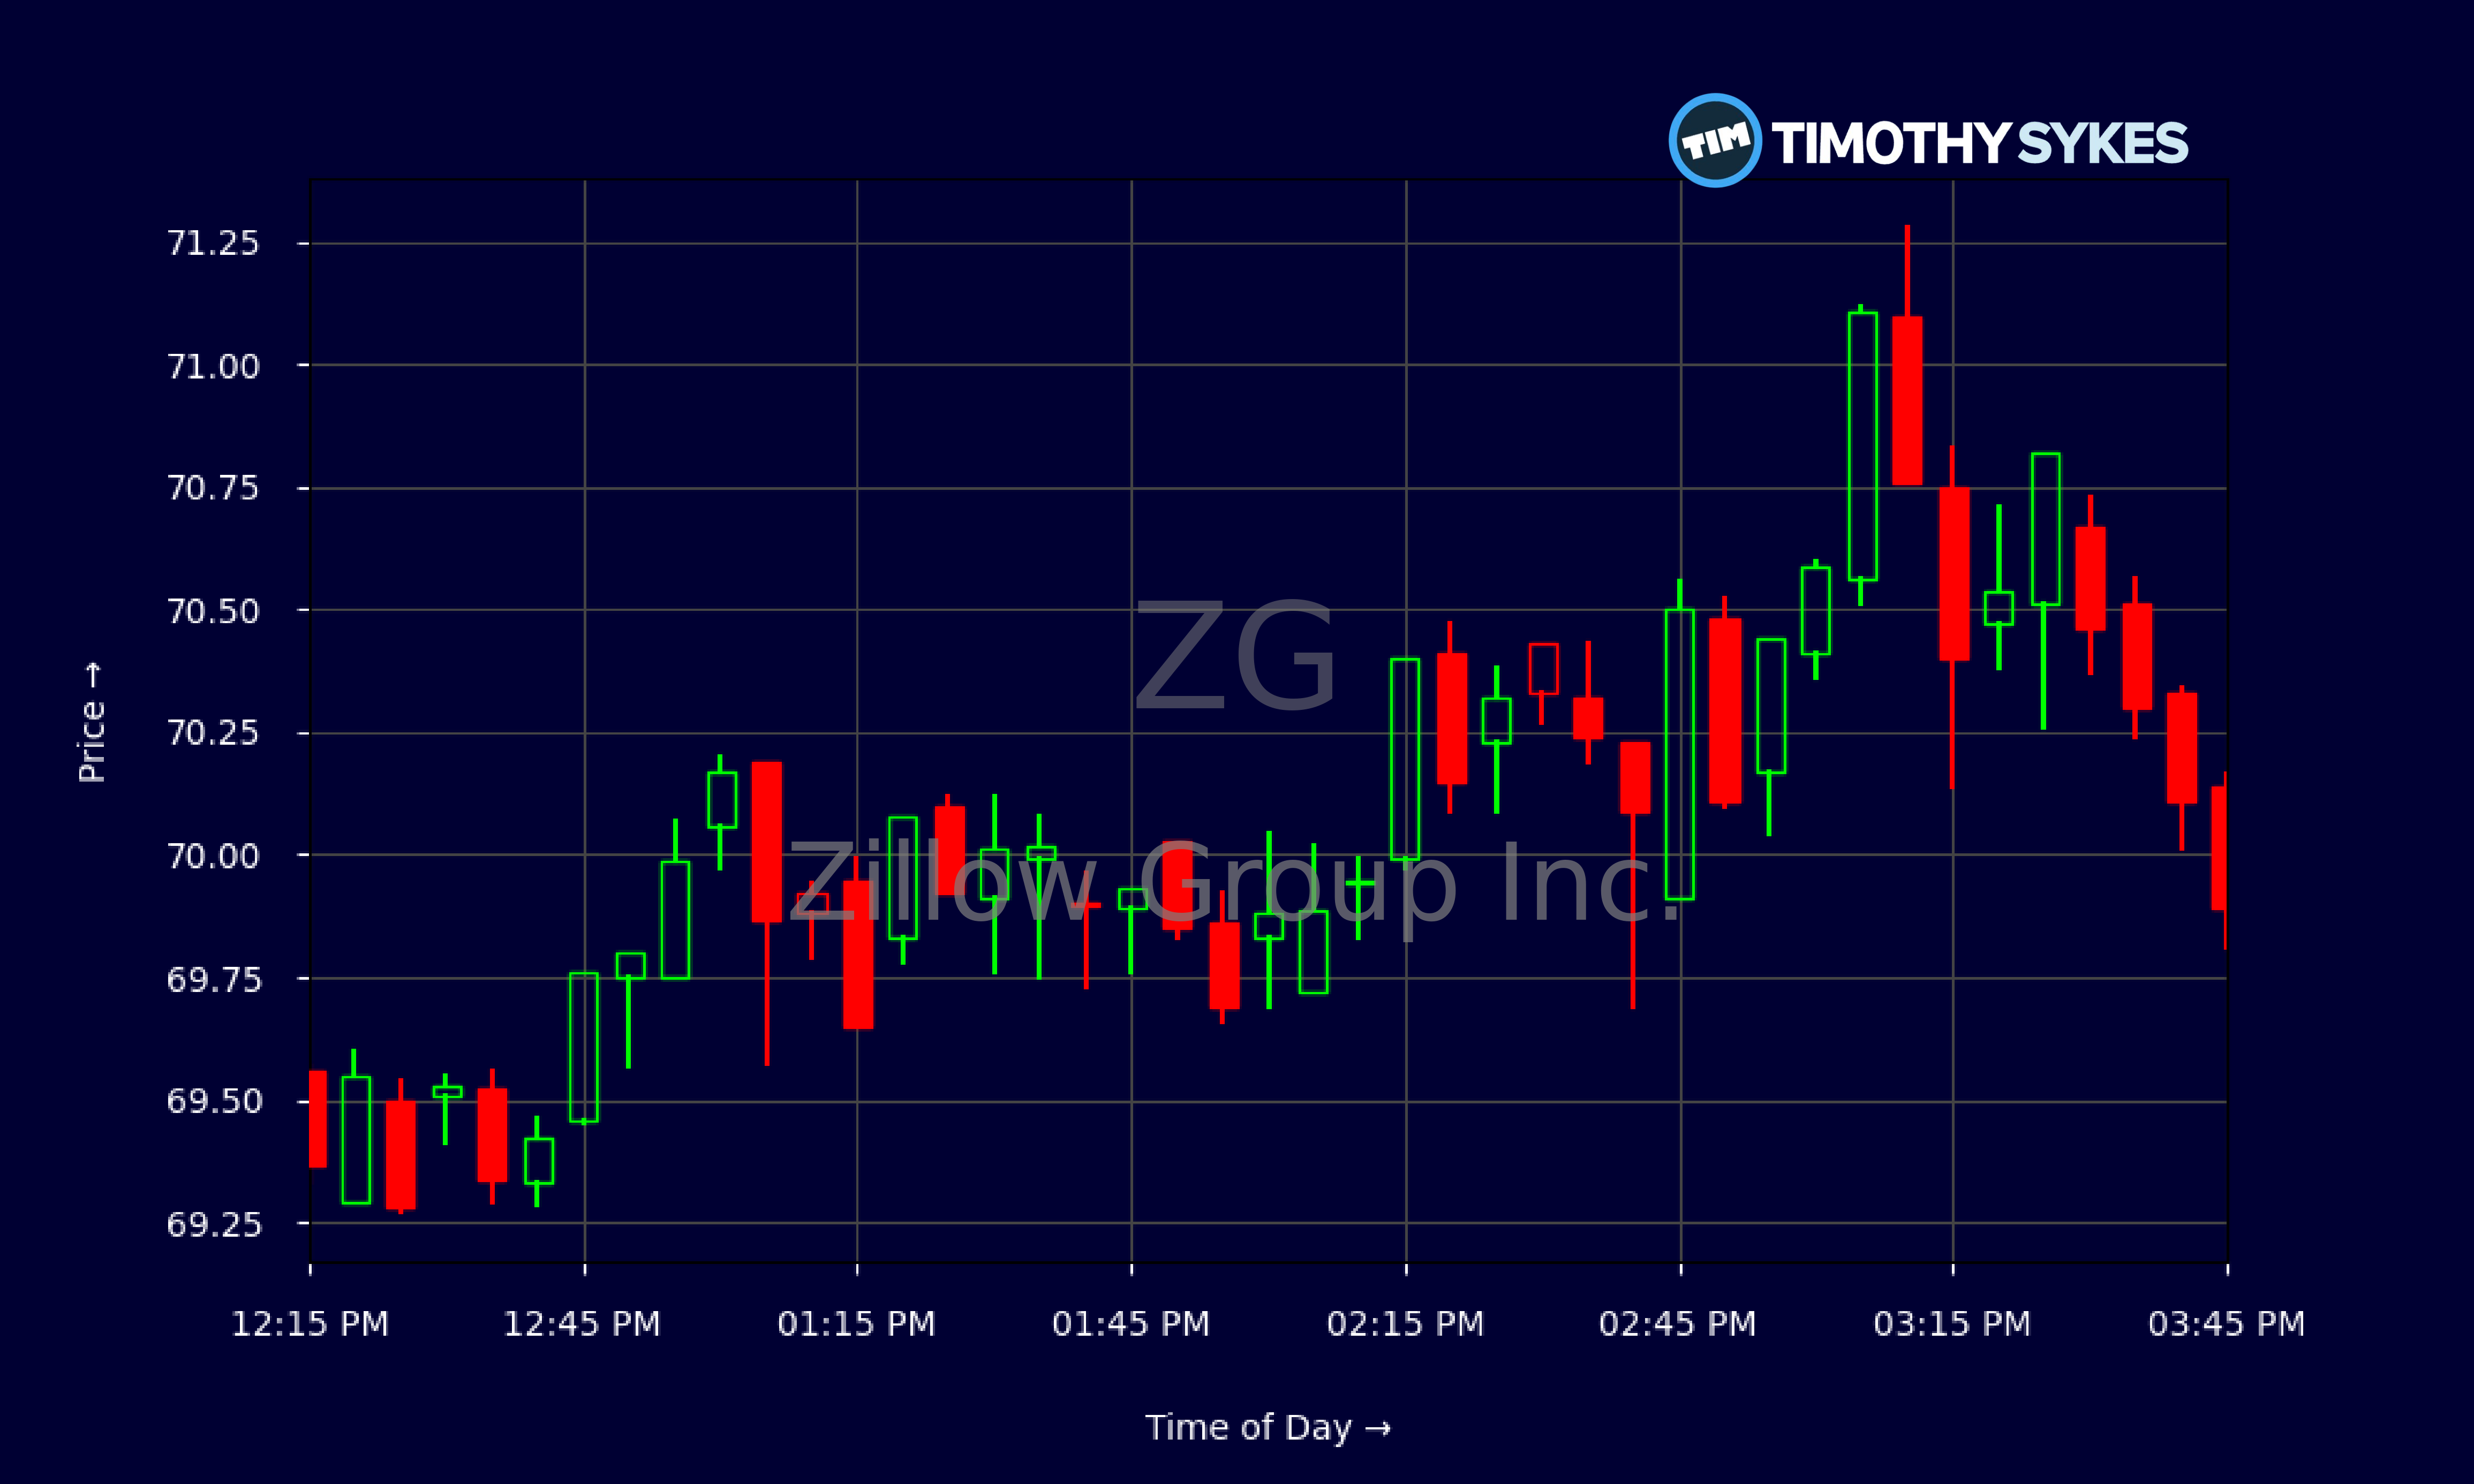 TIM TIMOTHYSYKES
71.25
71.00
70.75
70.50
70.25
70.00
69.75
69.50
69.25
Price →
ZG
Zillow Group Inc.
12:15 PM 12:45 PM 01:15 PM 01:45 PM 02:15 PM 02:45 PM 03:15 PM 03:45 PM
Time of Day →